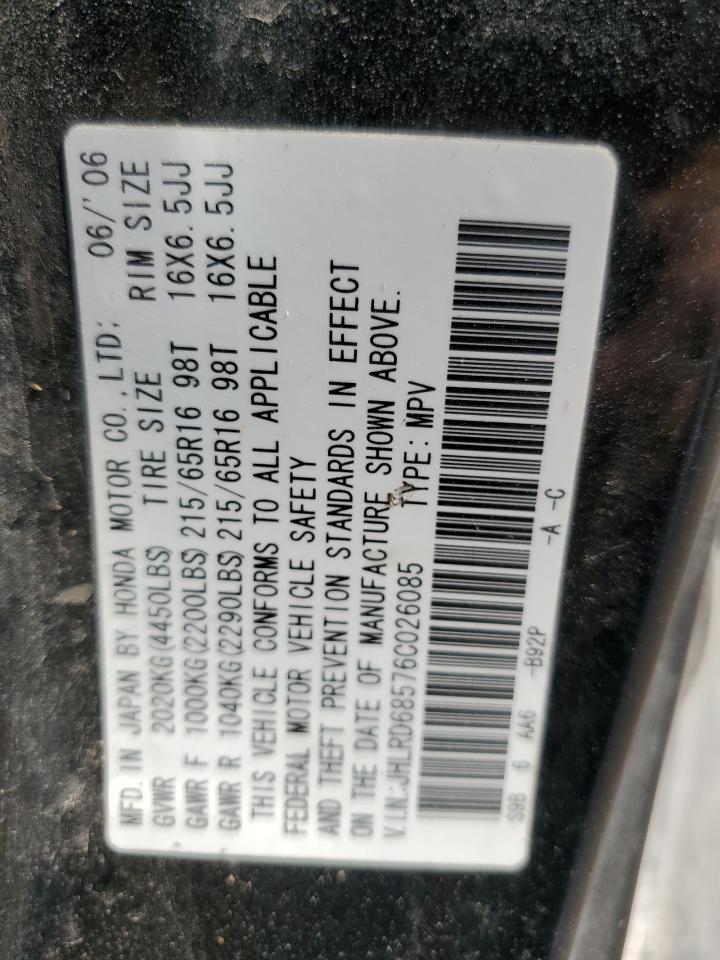 MFD. IN JAPAN BY HONDA MOTOR CO., LTD: 06/'06
GVWR 2020KG(4450LBS) TIRE SIZE RIM SIZE
GAWR F 1000KG(2200LBS)215/65R16 98T 16X6.5JJ
GAWR R 1040KG(2290LBS)215/65R16 98T 16X6.5JJ
THIS VEHICLE CONFORMS TO ALL APPLICABLE
FEDERAL MOTOR VEHICLE SAFETY
AND THEFT PREVENTION STANDARDS IN EFFECT
ON THE DATE OF MANUFACTURE SHOWN ABOVE.
V.I.N:JHLRD68576C026085 TYPE: MPV
S9B 6 AA6 -B92P -A -C